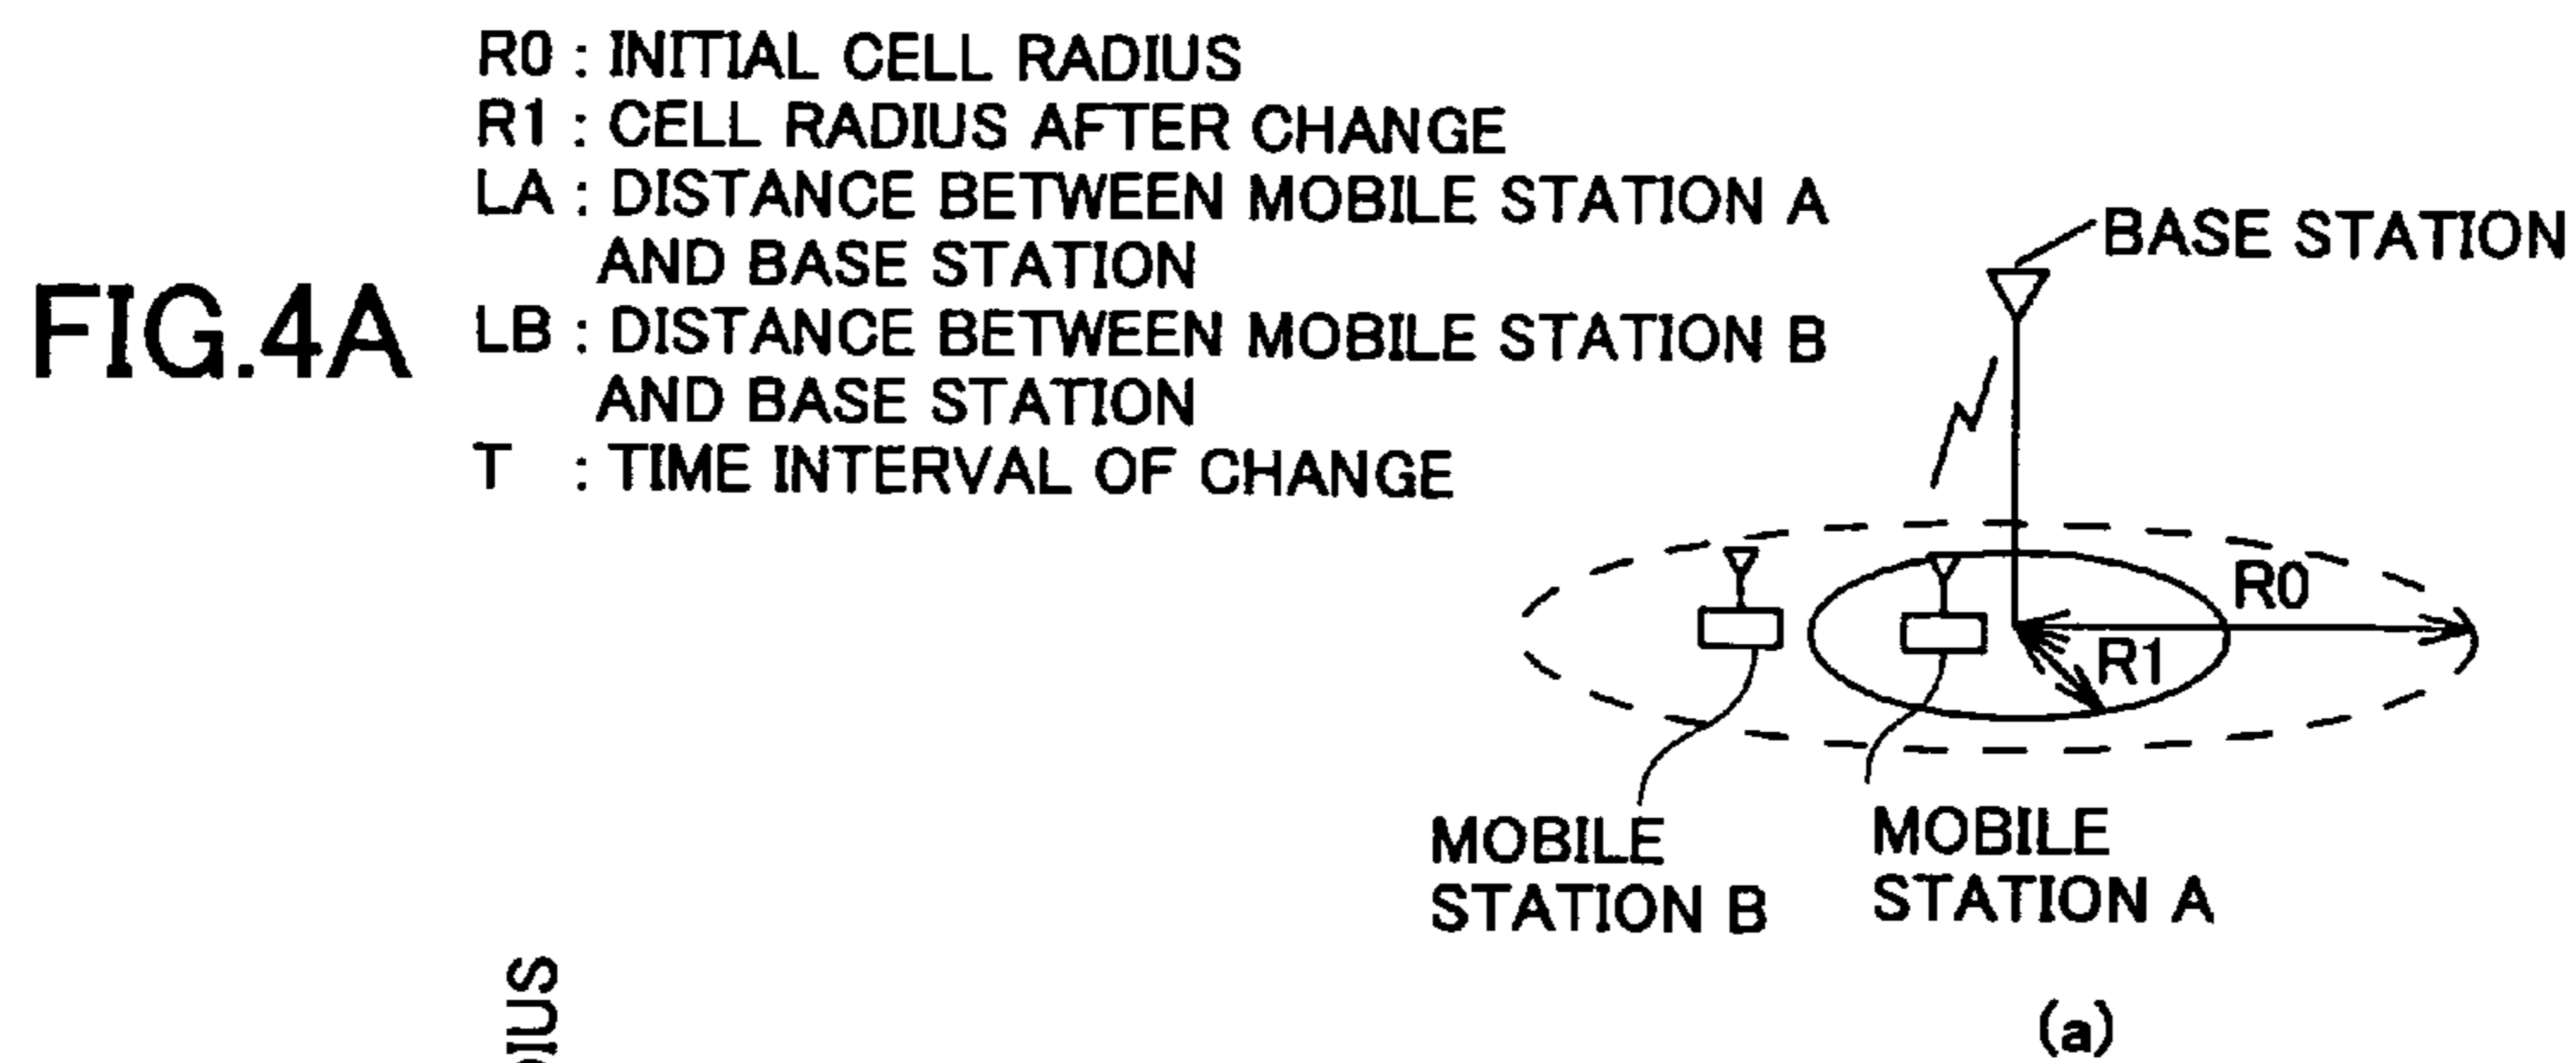 FIG.4A
R0 : INITIAL CELL RADIUS
R1 : CELL RADIUS AFTER CHANGE
LA : DISTANCE BETWEEN MOBILE STATION A
AND BASE STATION
LB : DISTANCE BETWEEN MOBILE STATION B
AND BASE STATION
T : TIME INTERVAL OF CHANGE
BASE STATION
R0
R1
MOBILE
STATION B
MOBILE
STATION A
(a)